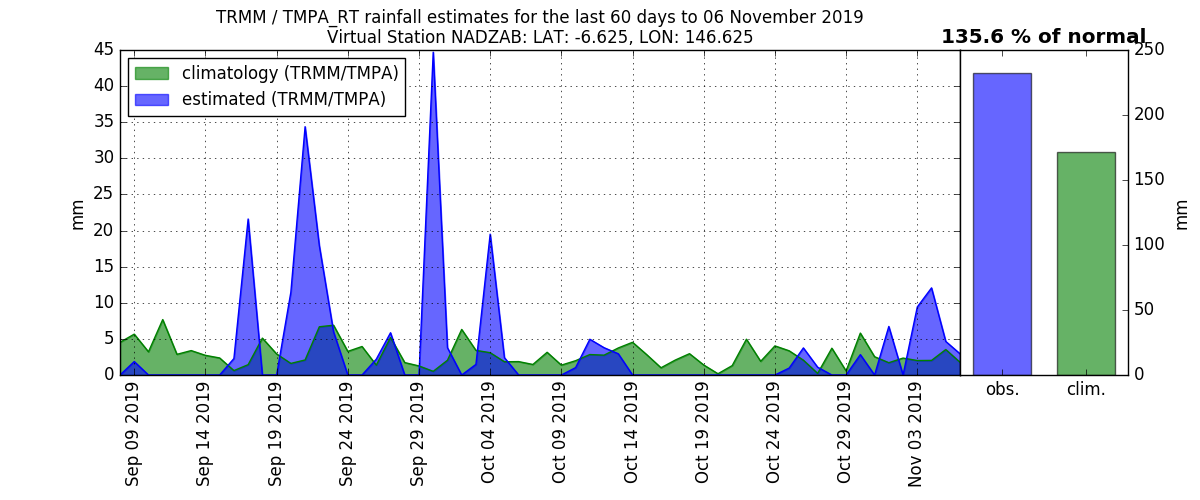 TRMM / TMPA_RT rainfall estimates for the last 60 days to 06 November 2019
Virtual Station NADZAB: LAT: -6.625, LON: 146.625
135.6 % of normal
climatology (TRMM/TMPA)
estimated (TRMM/TMPA)
45
40
35
30
25
20
15
10
5
0
mm
Sep 09 2019
Sep 14 2019
Sep 19 2019
Sep 24 2019
Sep 29 2019
Oct 04 2019
Oct 09 2019
Oct 14 2019
Oct 19 2019
Oct 24 2019
Oct 29 2019
Nov 03 2019
obs.
clim.
250
200
150
100
50
0
mm